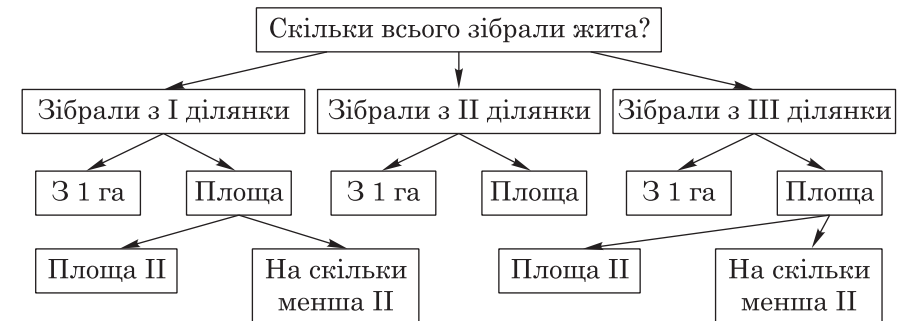 Скільки всього зібрали жита?
Зібрали з I ділянки
Зібрали з II ділянки
Зібрали з III ділянки
З 1 га
Площа
З 1 га
Площа
З 1 га
Площа
Площа II
На скільки
менша II
Площа II
На скільки
менша II